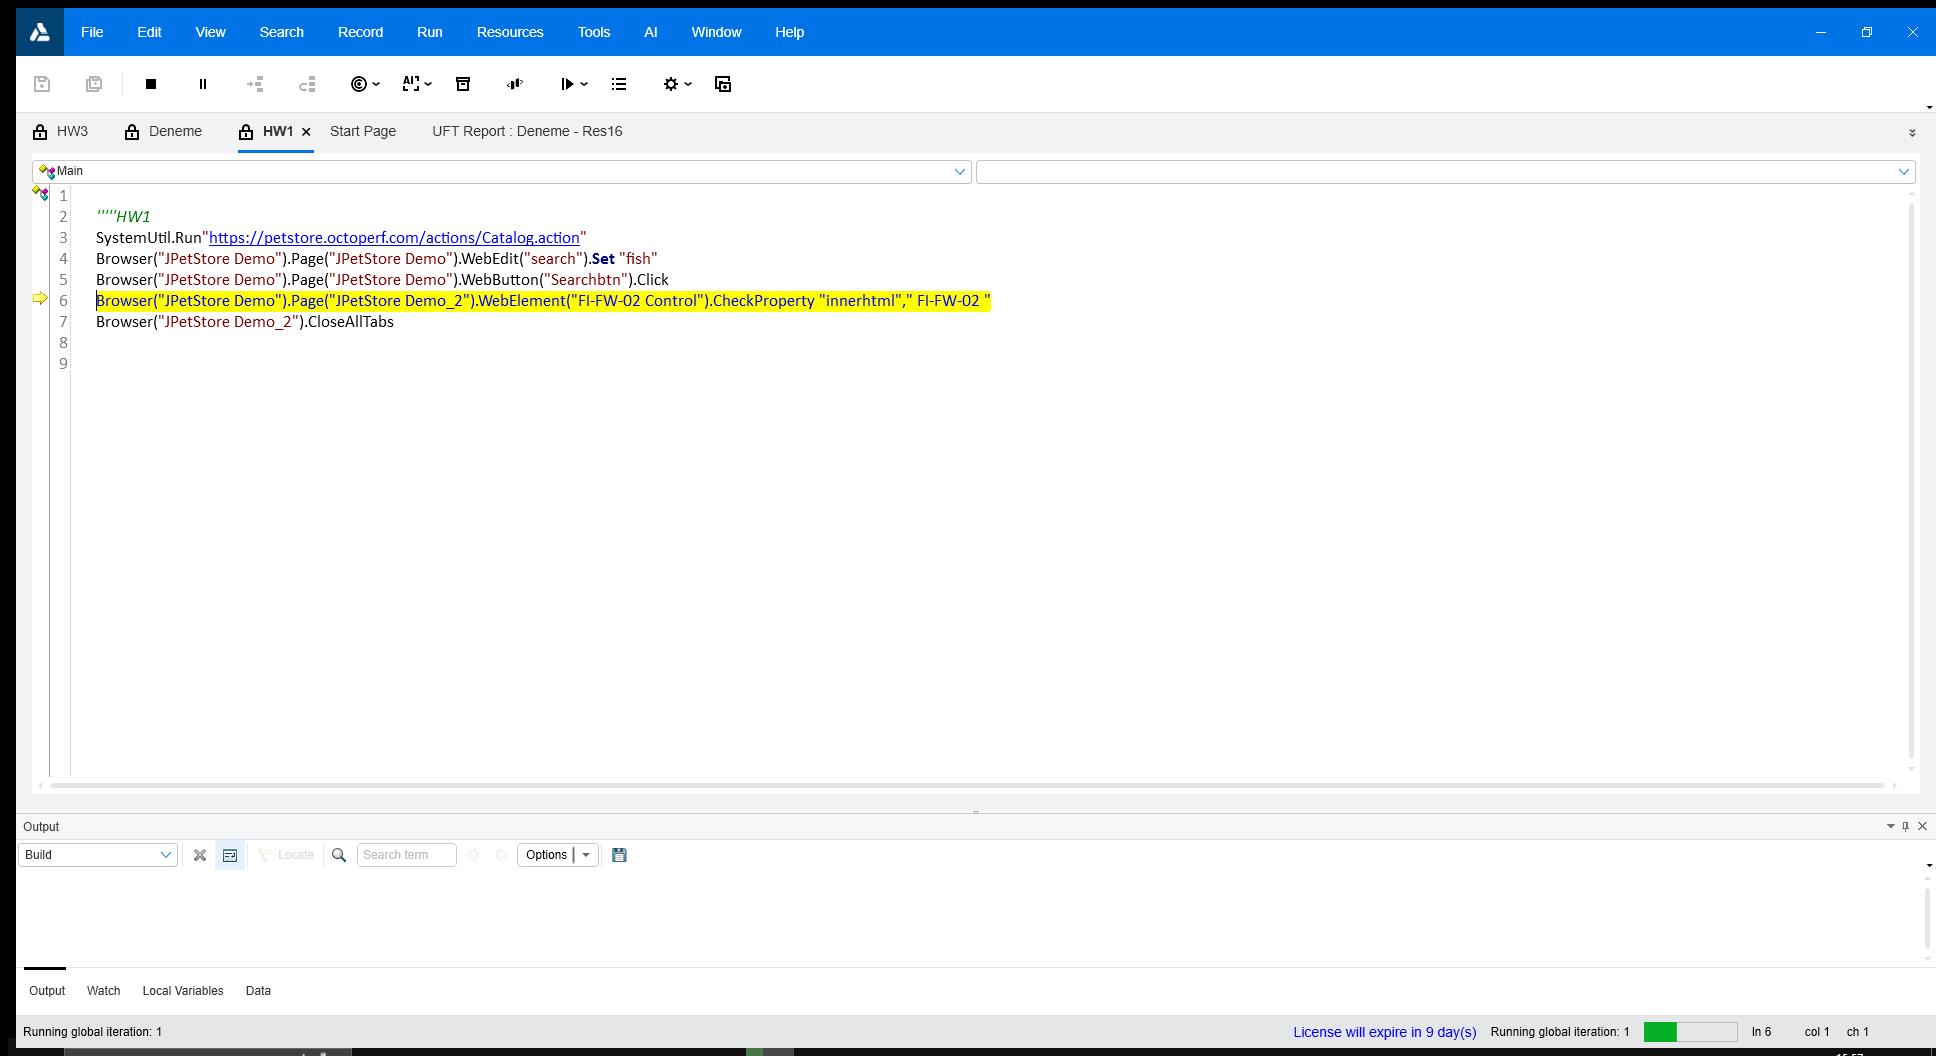 File Edit View Search Record Run Resources Tools AI Window Help
AI
HW3 Deneme HW1 Start Page UFT Report : Deneme - Res16
Main
1
2 '''''HW1
3 SystemUtil.Run"https://petstore.octoperf.com/actions/Catalog.action"
4 Browser("JPetStore Demo").Page("JPetStore Demo").WebEdit("search").Set "fish"
5 Browser("JPetStore Demo").Page("JPetStore Demo").WebButton("Searchbtn").Click
6 Browser("JPetStore Demo").Page("JPetStore Demo_2").WebElement("FI-FW-02 Control").CheckProperty "innerhtml"," FI-FW-02 "
7 Browser("JPetStore Demo_2").CloseAllTabs
8
9
Output
Build Locate Search term Options
Output Watch Local Variables Data
Running global iteration: 1 License will expire in 9 day(s) Running global iteration: 1 ln 6 col 1 ch 1